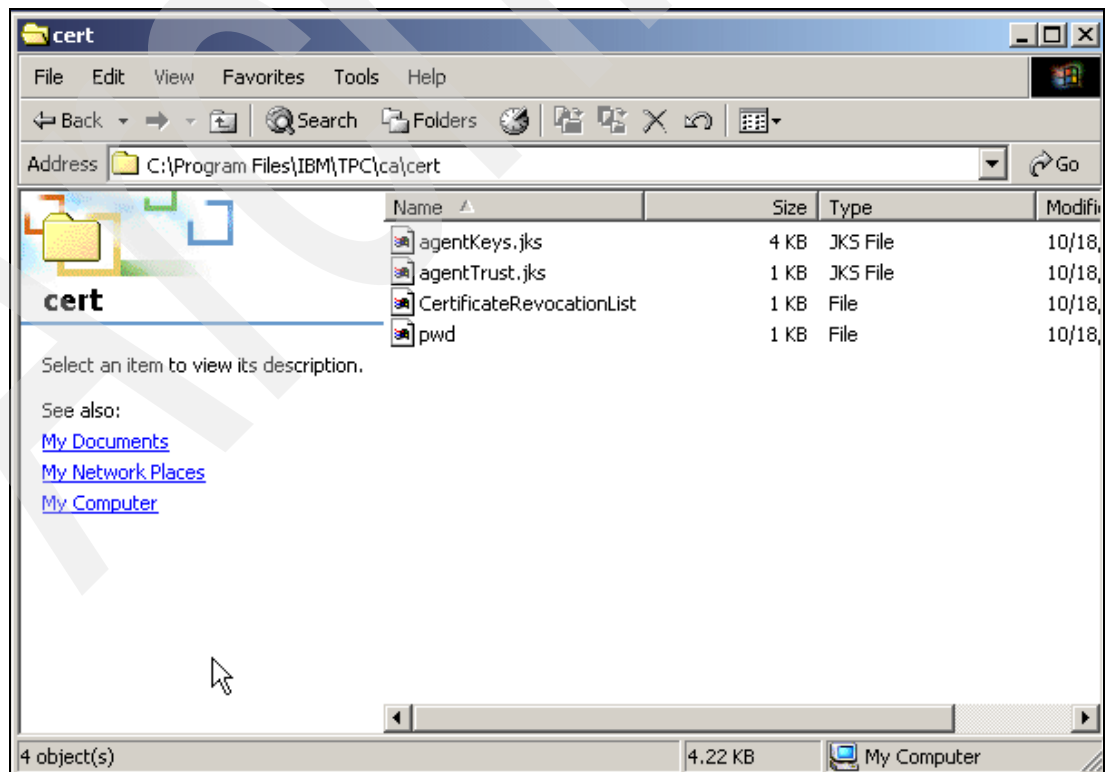 cert
File Edit View Favorites Tools Help
Back Search Folders
Address C:\Program Files\IBM\TPC\ca\cert Go
Name Size Type Modifi
agentKeys.jks 4 KB JKS File 10/18,
agentTrust.jks 1 KB JKS File 10/18,
CertificateRevocationList 1 KB File 10/18,
pwd 1 KB File 10/18,
cert
Select an item to view its description.
See also:
My Documents
My Network Places
My Computer
4 object(s) 4.22 KB My Computer